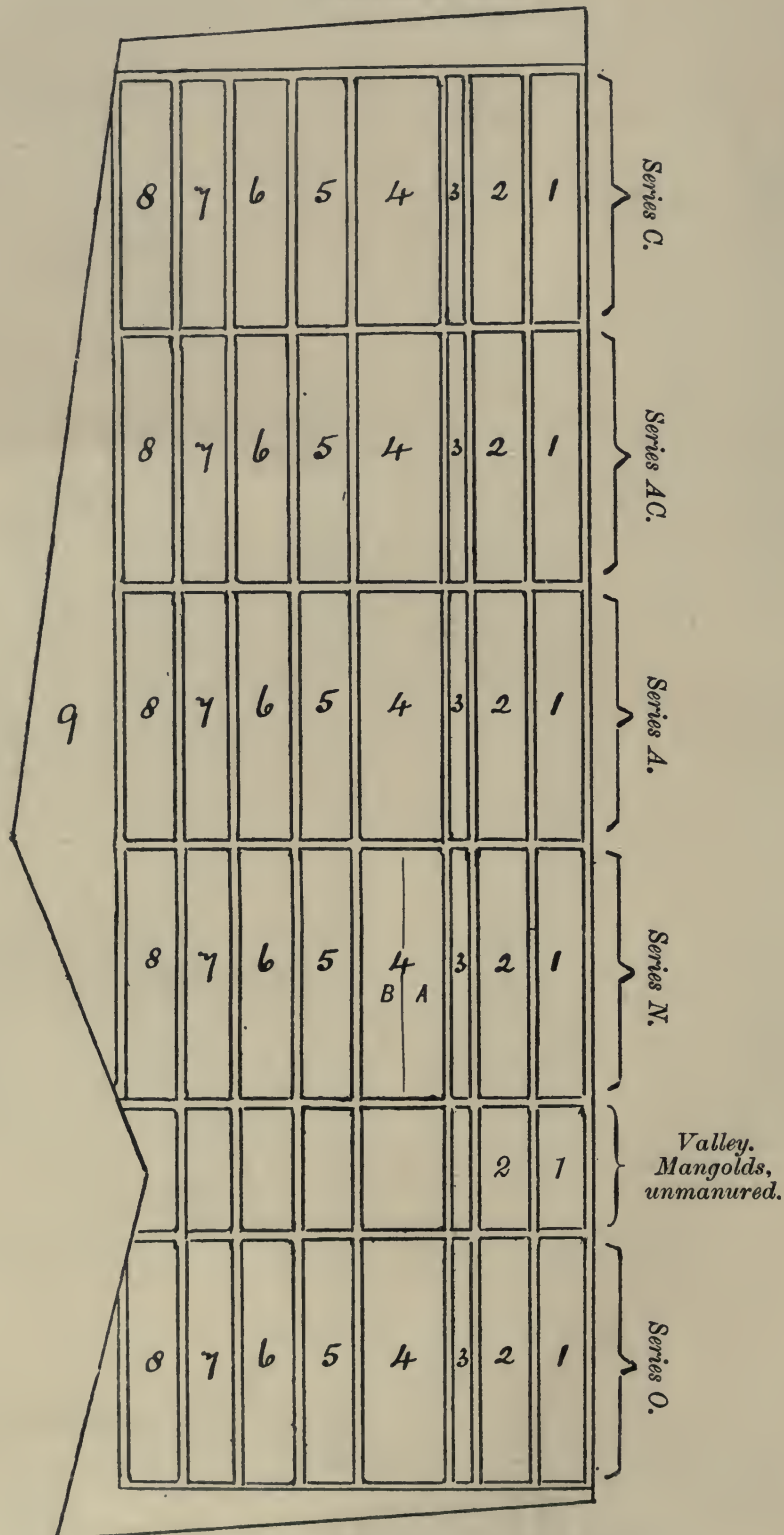 8 7 6 5 4 3 2 1
Series C.
8 7 6 5 4 3 2 1
Series AC.
9
8 7 6 5 4 3 2 1
Series A.
8 7 6 5 4 3 2 1
B A
Series N.
2 1
Valley.
Mangolds,
unmanured.
8 7 6 5 4 3 2 1
Series O.